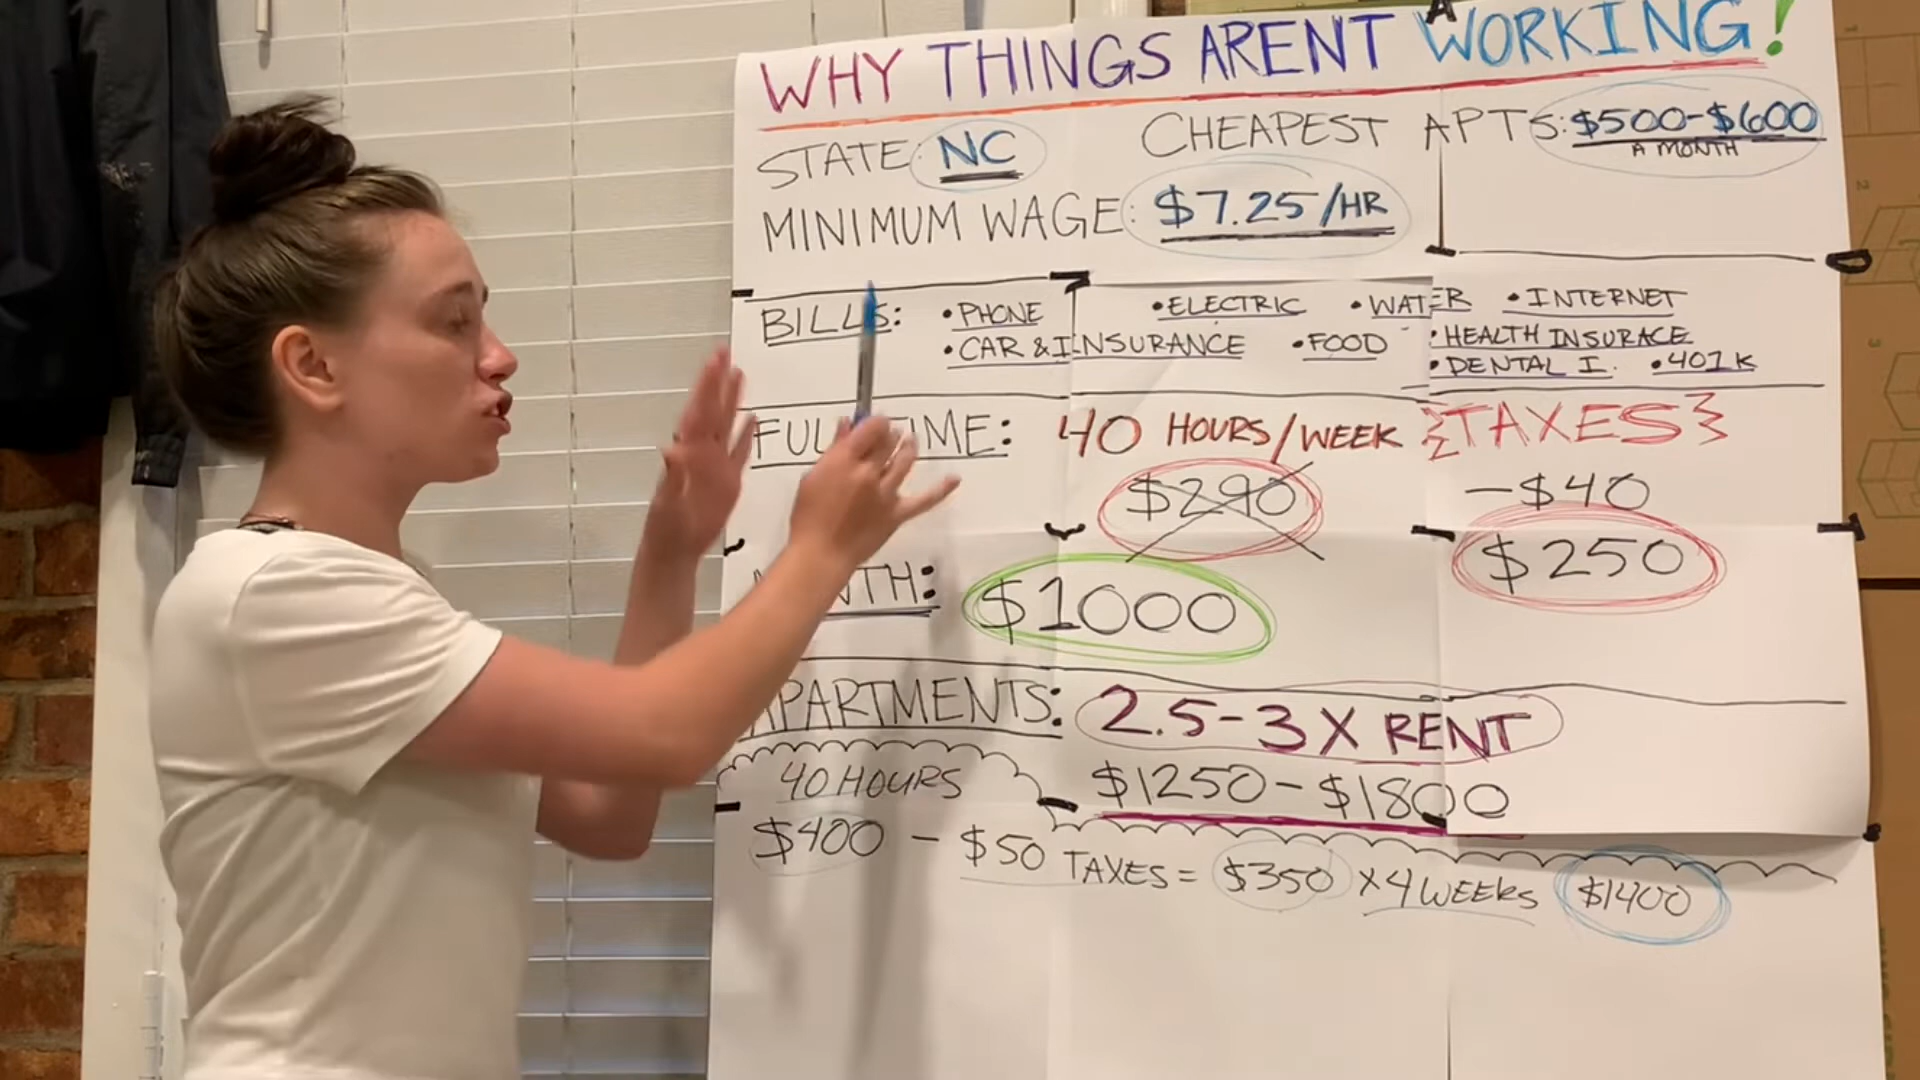 WHY THINGS ARENT WORKING!
STATE: NC
CHEAPEST APTS: $500-$600
A MONTH
MINIMUM WAGE: $7.25/HR
BILLS: •PHONE •ELECTRIC •WATER •INTERNET
•CAR & INSURANCE •FOOD •HEALTH INSURACE
•DENTAL I. •401K
FULL TIME: 40 HOURS/WEEK {TAXES}
$290 -$40
$250
$1000
APARTMENTS: 2.5-3 X RENT
$1250-$1800
40 HOURS
$400 - $50 TAXES = $350 X4 WEEKS $1400